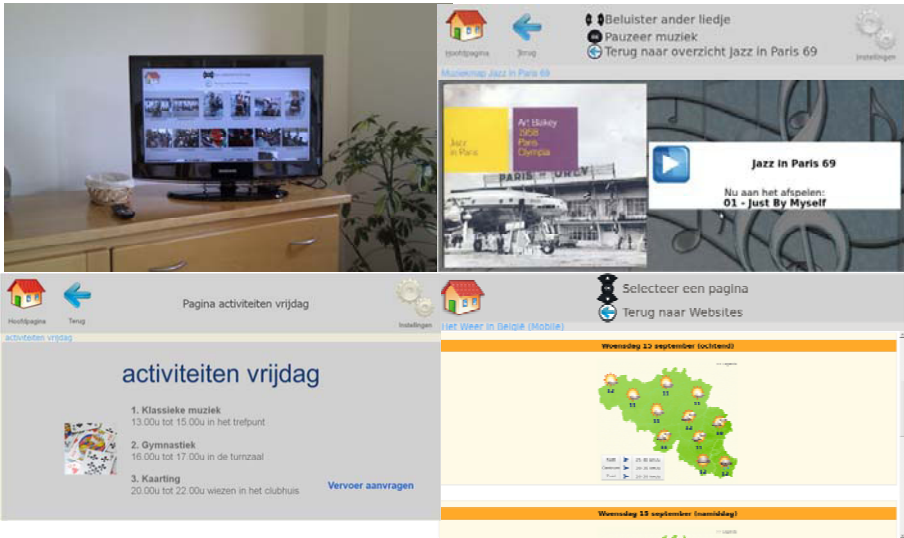 SAMSUNG
Hoofdpagina
Terug
Beluister ander liedje
Pauzeer muziek
Terug naar overzicht Jazz in Paris 69
Instellingen
Muziekmap Jazz in Paris 69
Jazz
in Paris
Art Blakey
1958
Paris
Olympia
PARIS
ORLY
Jazz in Paris 69
Nu aan het afspelen:
01 - Just By Myself
Hoofdpagina
Terug
Pagina activiteiten vrijdag
Instellingen
activiteiten vrijdag
activiteiten vrijdag
1. Klassieke muziek
13.00u tot 15.00u in het trefpunt
2. Gymnastiek
16.00u tot 17.00u in de turnzaal
3. Kaarting
20.00u tot 22.00u wiezen in het clubhuis
Vervoer aanvragen
Selecteer een pagina
Terug naar Websites
Het Weer in België (Mobile)
Woensdag 15 september (ochtend)
Woensdag 15 september (namiddag)